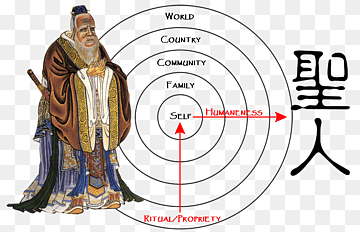 World
Country
Community
Family
Self
Humaneness
Ritual/Propriety
聖
人